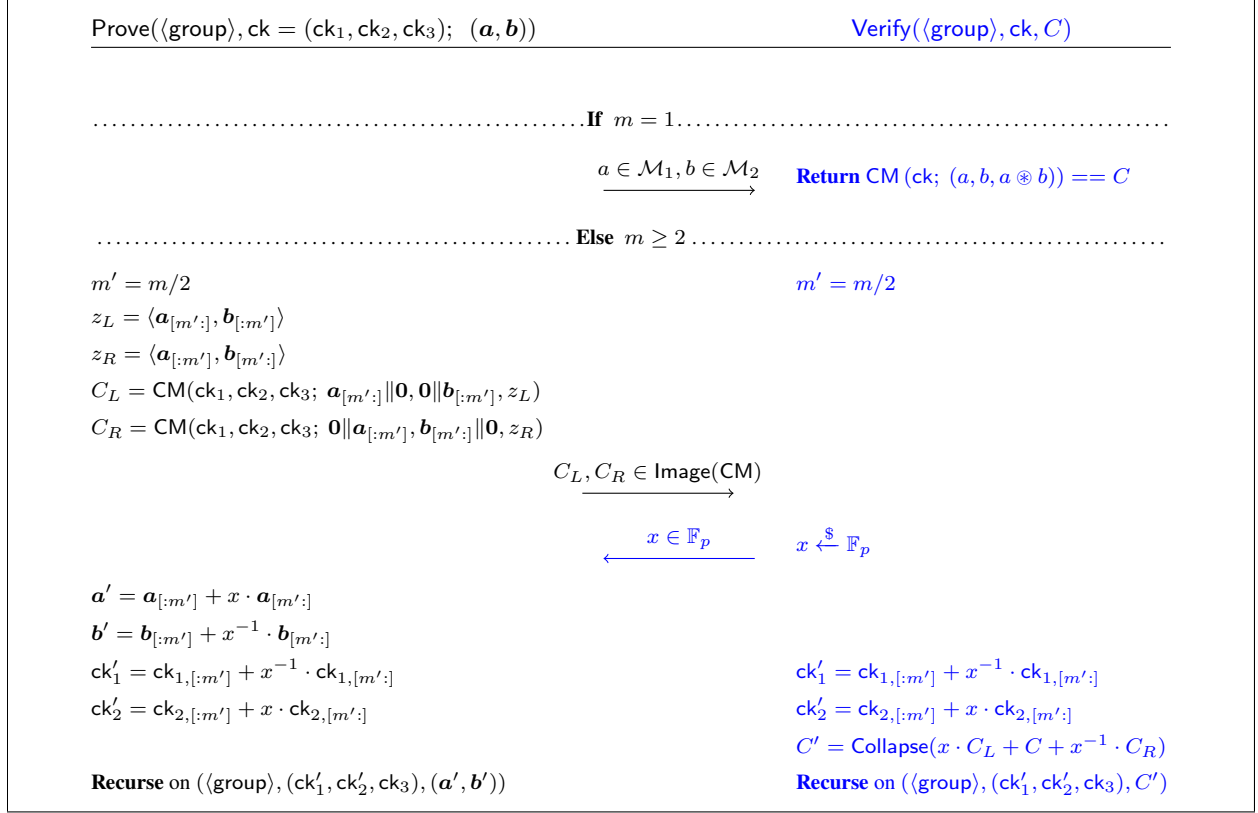 Prove(⟨group⟩, ck = (ck₁, ck₂, ck₃); (𝒂, 𝒃)) Verify(⟨group⟩, ck, C)
If m = 1
a ∈ ℳ₁, b ∈ ℳ₂ Return CM (ck; (a, b, a ⊛ b)) == C
Else m ≥ 2
m′ = m/2 m′ = m/2
z_L = ⟨𝒂_[m′:], 𝒃_[:m′]⟩
z_R = ⟨𝒂_[:m′], 𝒃_[m′:]⟩
C_L = CM(ck₁, ck₂, ck₃; 𝒂_[m′:]‖𝟎, 𝟎‖𝒃_[:m′], z_L)
C_R = CM(ck₁, ck₂, ck₃; 𝟎‖𝒂_[:m′], 𝒃_[m′:]‖𝟎, z_R)
C_L, C_R ∈ Image(CM)
x ∈ 𝔽_p x ←$ 𝔽_p
𝒂′ = 𝒂_[:m′] + x · 𝒂_[m′:]
𝒃′ = 𝒃_[:m′] + x⁻¹ · 𝒃_[m′:]
ck′₁ = ck_1,[:m′] + x⁻¹ · ck_1,[m′:] ck′₁ = ck_1,[:m′] + x⁻¹ · ck_1,[m′:]
ck′₂ = ck_2,[:m′] + x · ck_2,[m′:] ck′₂ = ck_2,[:m′] + x · ck_2,[m′:]
C′ = Collapse(x · C_L + C + x⁻¹ · C_R)
Recurse on (⟨group⟩, (ck′₁, ck′₂, ck₃), (𝒂′, 𝒃′)) Recurse on (⟨group⟩, (ck′₁, ck′₂, ck₃), C′)